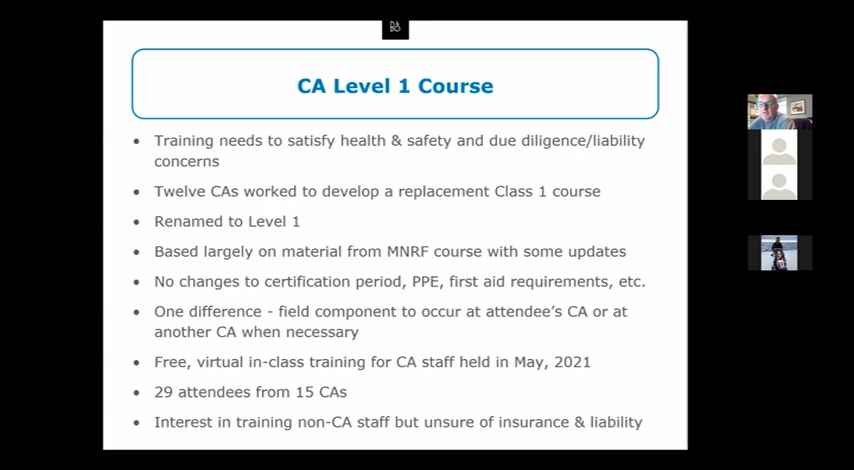 D&
BO
CA Level 1 Course
• Training needs to satisfy health & safety and due diligence/liability
concerns
• Twelve CAs worked to develop a replacement Class 1 course
• Renamed to Level 1
• Based largely on material from MNRF course with some updates
• No changes to certification period, PPE, first aid requirements, etc.
• One difference - field component to occur at attendee's CA or at
another CA when necessary
• Free, virtual in-class training for CA staff held in May, 2021
• 29 attendees from 15 CAs
• Interest in training non-CA staff but unsure of insurance & liability